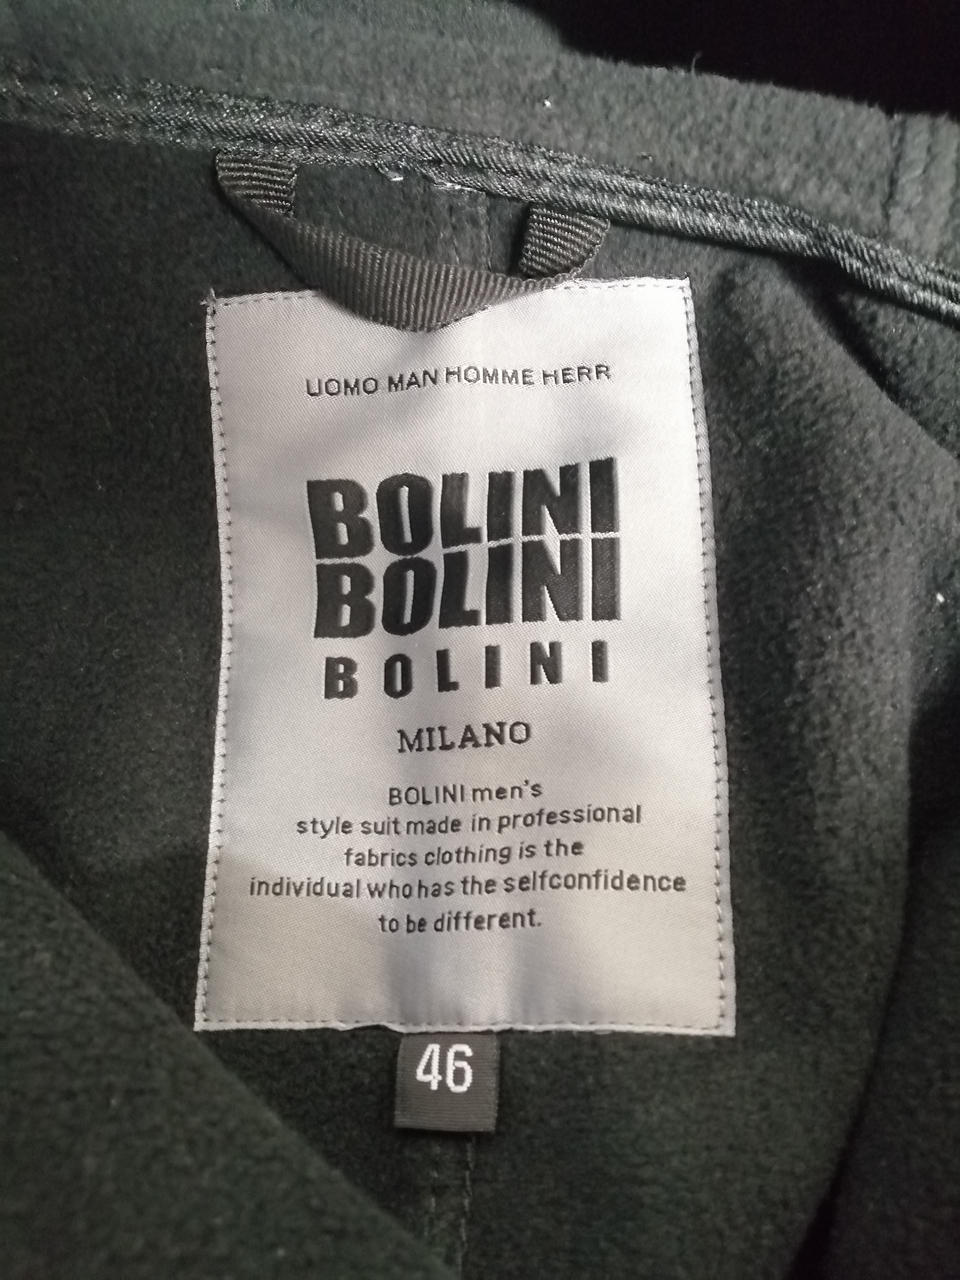 UOMO MAN HOMME HERR
BOLINI
BOLINI
BOLINI
MILANO
BOLINI men's
style suit made in professional
fabrics clothing is the
individual who has the selfconfidence
to be different.
46